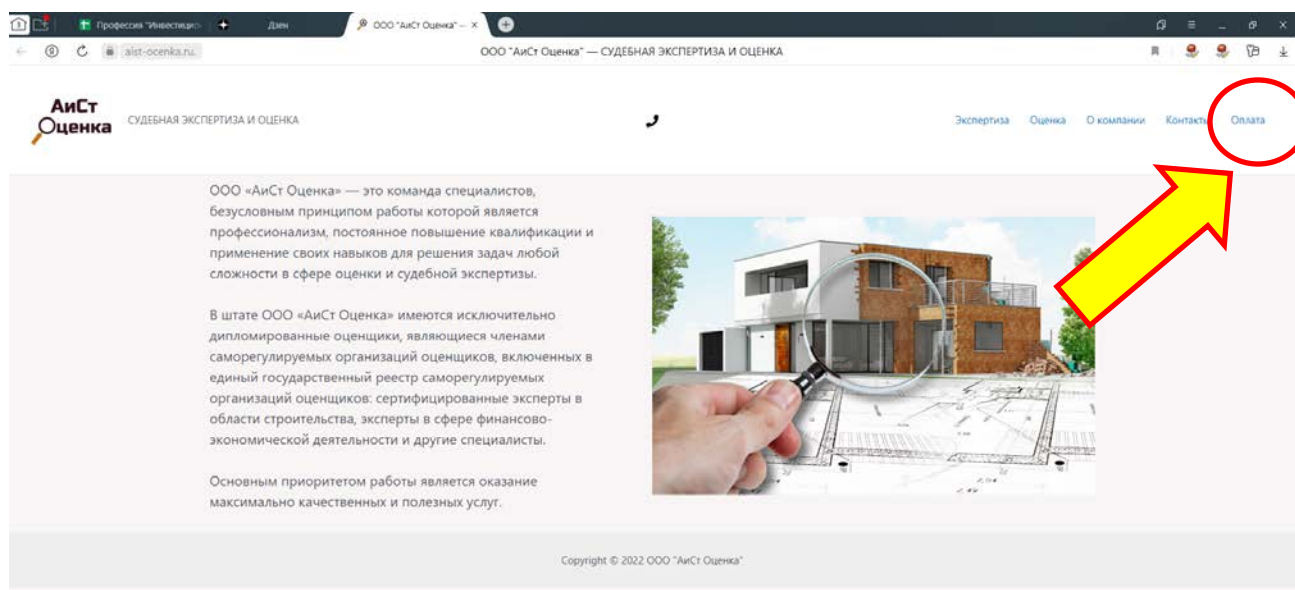 Профессия "Инвестицио
Дзен
ООО "АиСт Оценка" —
aist-ocenka.ru
ООО "АиСт Оценка" — СУДЕБНАЯ ЭКСПЕРТИЗА И ОЦЕНКА
АиСт
Оценка
СУДЕБНАЯ ЭКСПЕРТИЗА И ОЦЕНКА
Экспертиза Оценка О компании Контакты Оплата
ООО «АиСт Оценка» — это команда специалистов,
безусловным принципом работы которой является
профессионализм, постоянное повышение квалификации и
применение своих навыков для решения задач любой
сложности в сфере оценки и судебной экспертизы.
В штате ООО «АиСт Оценка» имеются исключительно
дипломированные оценщики, являющиеся членами
саморегулируемых организаций оценщиков, включенных в
единый государственный реестр саморегулируемых
организаций оценщиков: сертифицированные эксперты в
области строительства, эксперты в сфере финансово-
экономической деятельности и другие специалисты.
Основным приоритетом работы является оказание
максимально качественных и полезных услуг.
Copyright © 2022 ООО "АиСт Оценка"